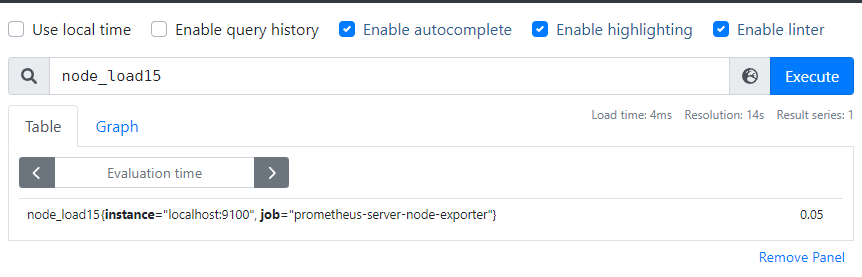 Use local time Enable query history Enable autocomplete Enable highlighting Enable linter
node_load15 Execute
Load time: 4ms Resolution: 14s Result series: 1
Table Graph
Evaluation time
node_load15{instance="localhost:9100", job="prometheus-server-node-exporter"} 0.05
Remove Panel